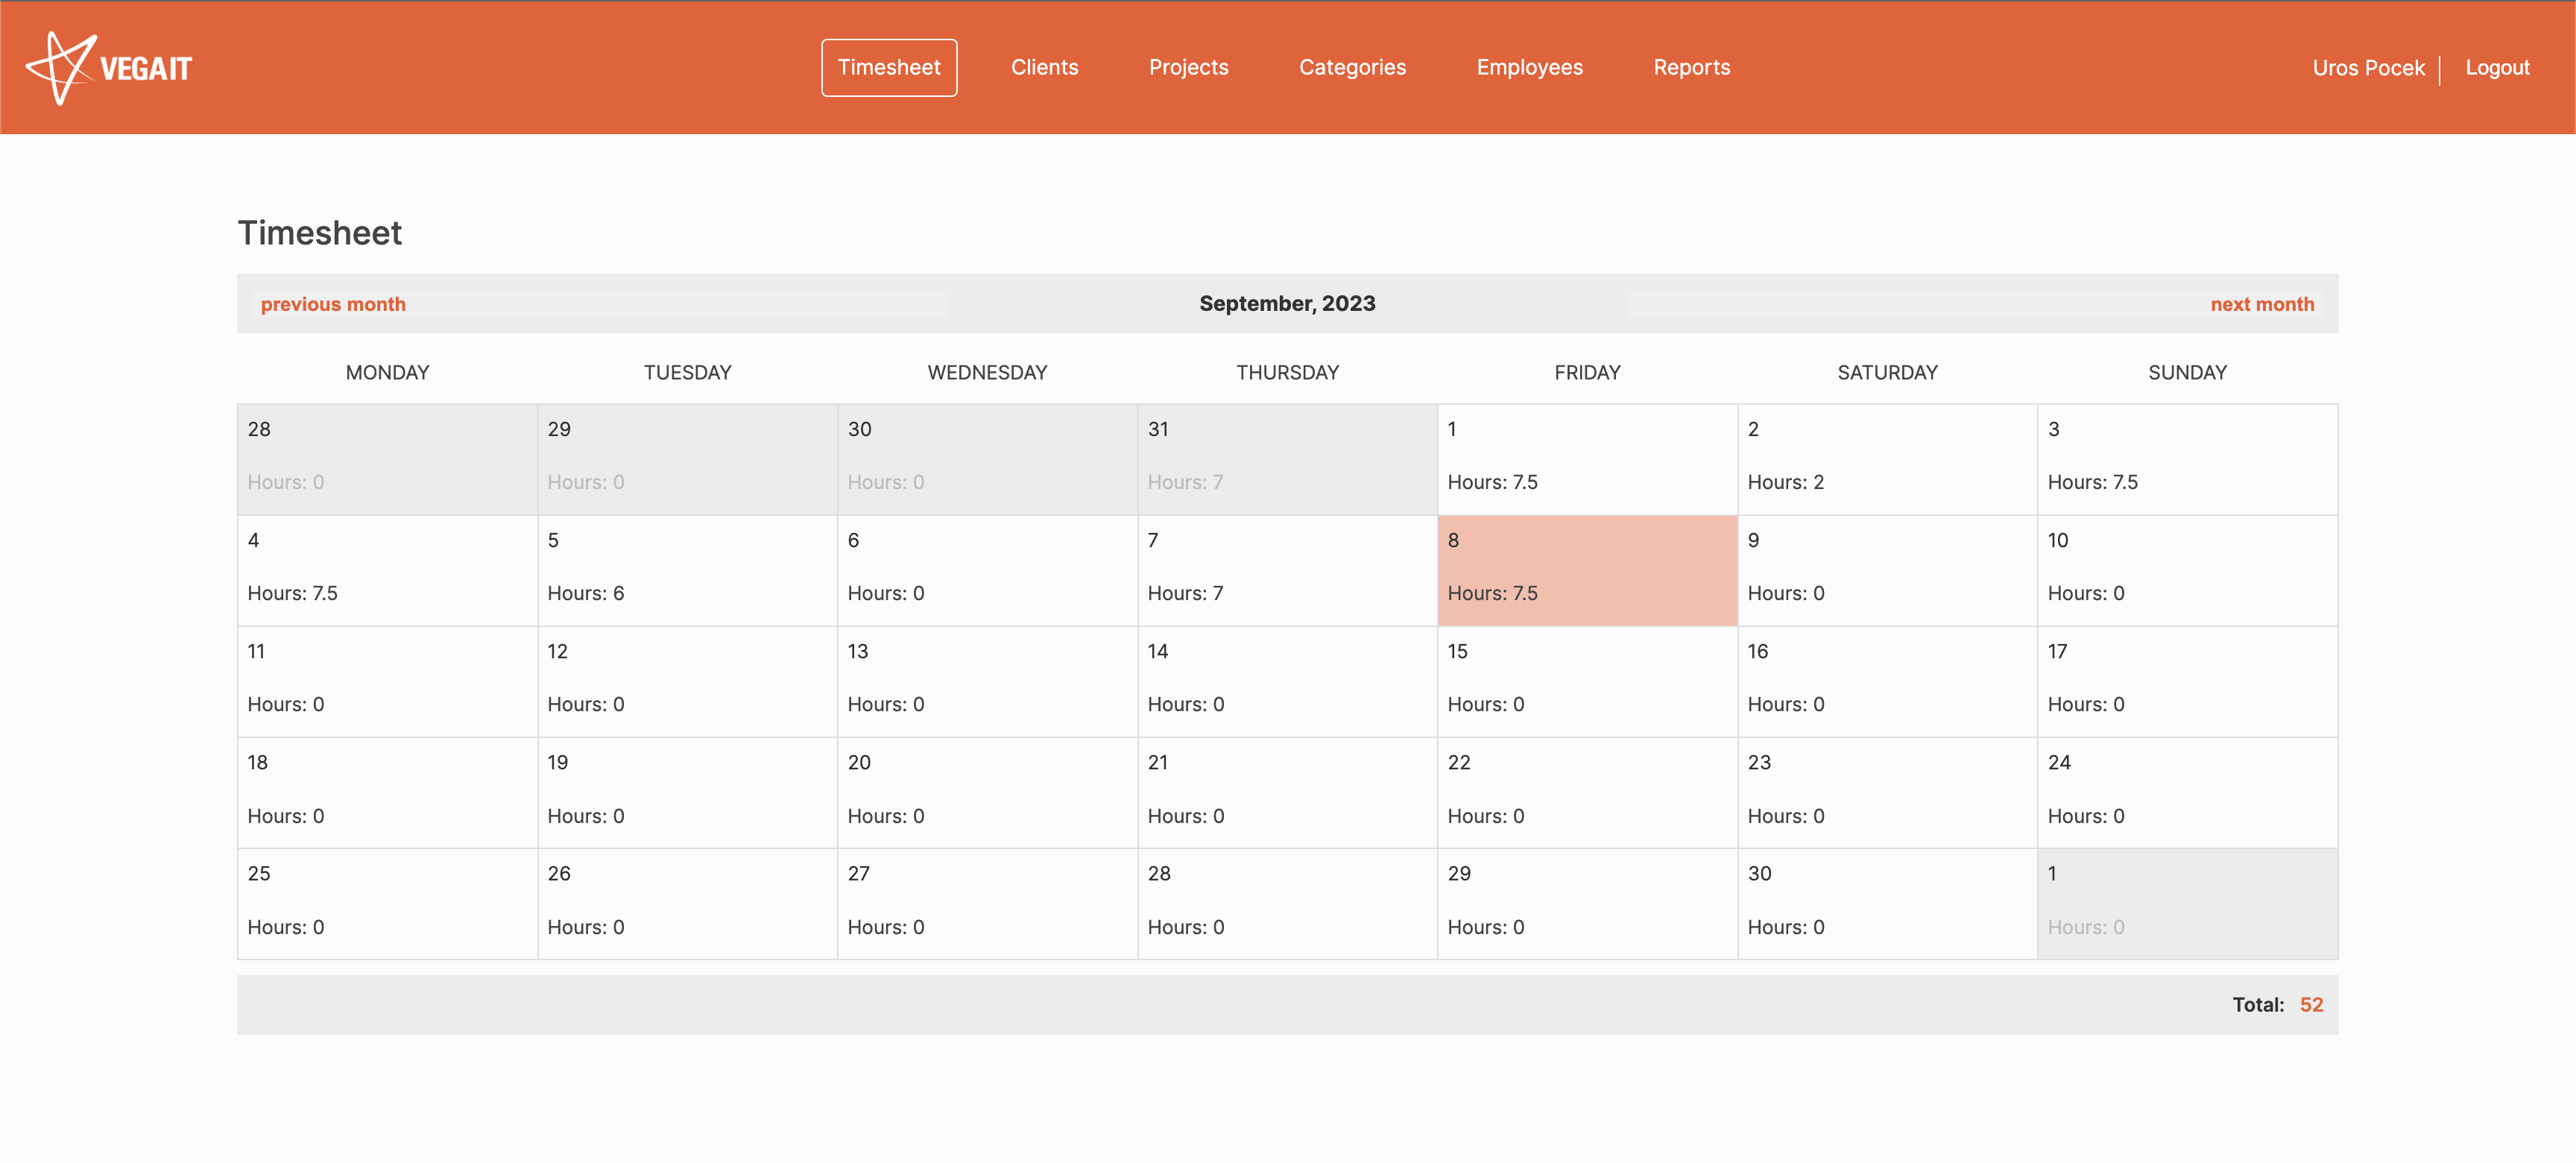 VEGA IT
Timesheet Clients Projects Categories Employees Reports
Uros Pocek Logout
Timesheet
previous month September, 2023 next month
MONDAY TUESDAY WEDNESDAY THURSDAY FRIDAY SATURDAY SUNDAY
28 29 30 31 1 2 3
Hours: 0 Hours: 0 Hours: 0 Hours: 7 Hours: 7.5 Hours: 2 Hours: 7.5
4 5 6 7 8 9 10
Hours: 7.5 Hours: 6 Hours: 0 Hours: 7 Hours: 7.5 Hours: 0 Hours: 0
11 12 13 14 15 16 17
Hours: 0 Hours: 0 Hours: 0 Hours: 0 Hours: 0 Hours: 0 Hours: 0
18 19 20 21 22 23 24
Hours: 0 Hours: 0 Hours: 0 Hours: 0 Hours: 0 Hours: 0 Hours: 0
25 26 27 28 29 30 1
Hours: 0 Hours: 0 Hours: 0 Hours: 0 Hours: 0 Hours: 0 Hours: 0
Total: 52